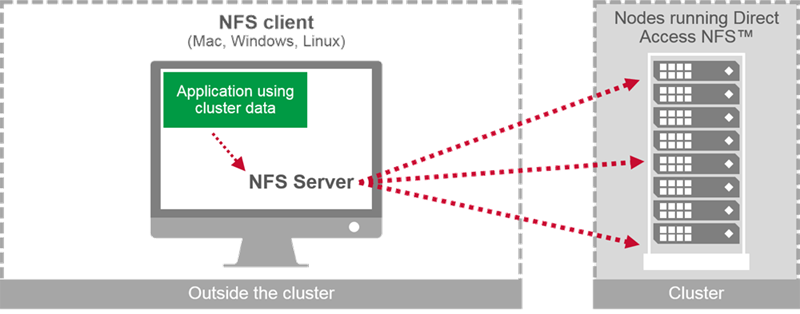 NFS client
(Mac, Windows, Linux)
Application using
cluster data
NFS Server
Outside the cluster
Nodes running Direct
Access NFS™
Cluster